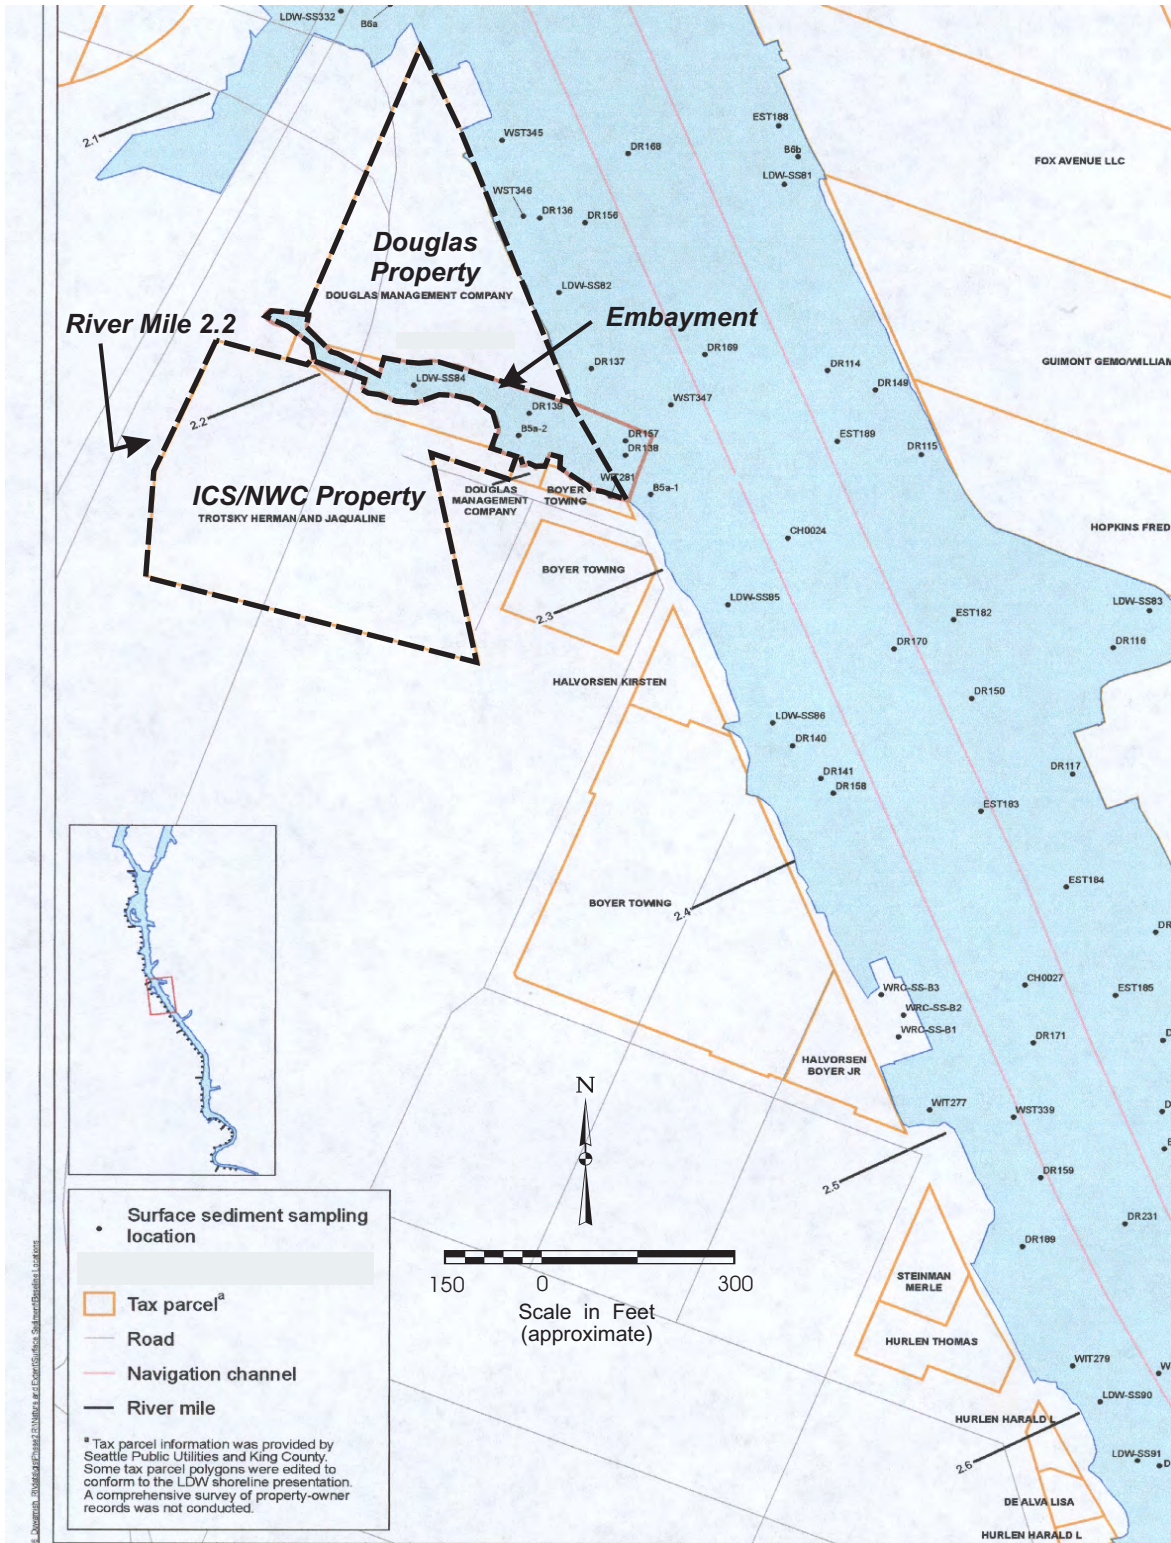 LDW-SS332
B6a
2.1
WST345
DR168
EST188
B6b
LDW-SS81
FOX AVENUE LLC
WST346
DR136
DR156
Douglas
Property
DOUGLAS MANAGEMENT COMPANY
LDW-SS82
River Mile 2.2
Embayment
DR169
DR137
DR114
DR149
GUIMONT GEMO/WILLIAM
LDW-SS84
2.2
WST347
DR139
B5a-2
DR157
DR138
EST189
DR115
WIT281
B5a-1
ICS/NWC Property
TROTSKY HERMAN AND JAQUALINE
DOUGLAS
MANAGEMENT
COMPANY
BOYER
TOWING
HOPKINS FRED
CH0024
BOYER TOWING
2.3
LDW-SS85
LDW-SS83
EST182
DR116
DR170
HALVORSEN KIRSTEN
DR150
LDW-SS86
DR140
DR141
DR158
DR117
EST183
EST184
BOYER TOWING
2.4
DR
CH0027
EST185
WRC-SS-B3
WRC-SS-B2
WRC-SS-B1
DR171
D
HALVORSEN
BOYER JR
N
WIT277
WST339
D
E
2.5
DR159
DR231
DR189
STEINMAN
MERLE
HURLEN THOMAS
WIT279
W
LDW-SS90
HURLEN HARALD L
2.6
LDW-SS91
D
DE ALVA LISA
HURLEN HARALD L
150 0 300
Scale in Feet
(approximate)
Surface sediment sampling
location
Tax parcelª
Road
Navigation channel
River mile
ª Tax parcel information was provided by
Seattle Public Utilities and King County.
Some tax parcel polygons were edited to
conform to the LDW shoreline presentation.
A comprehensive survey of property-owner
records was not conducted.